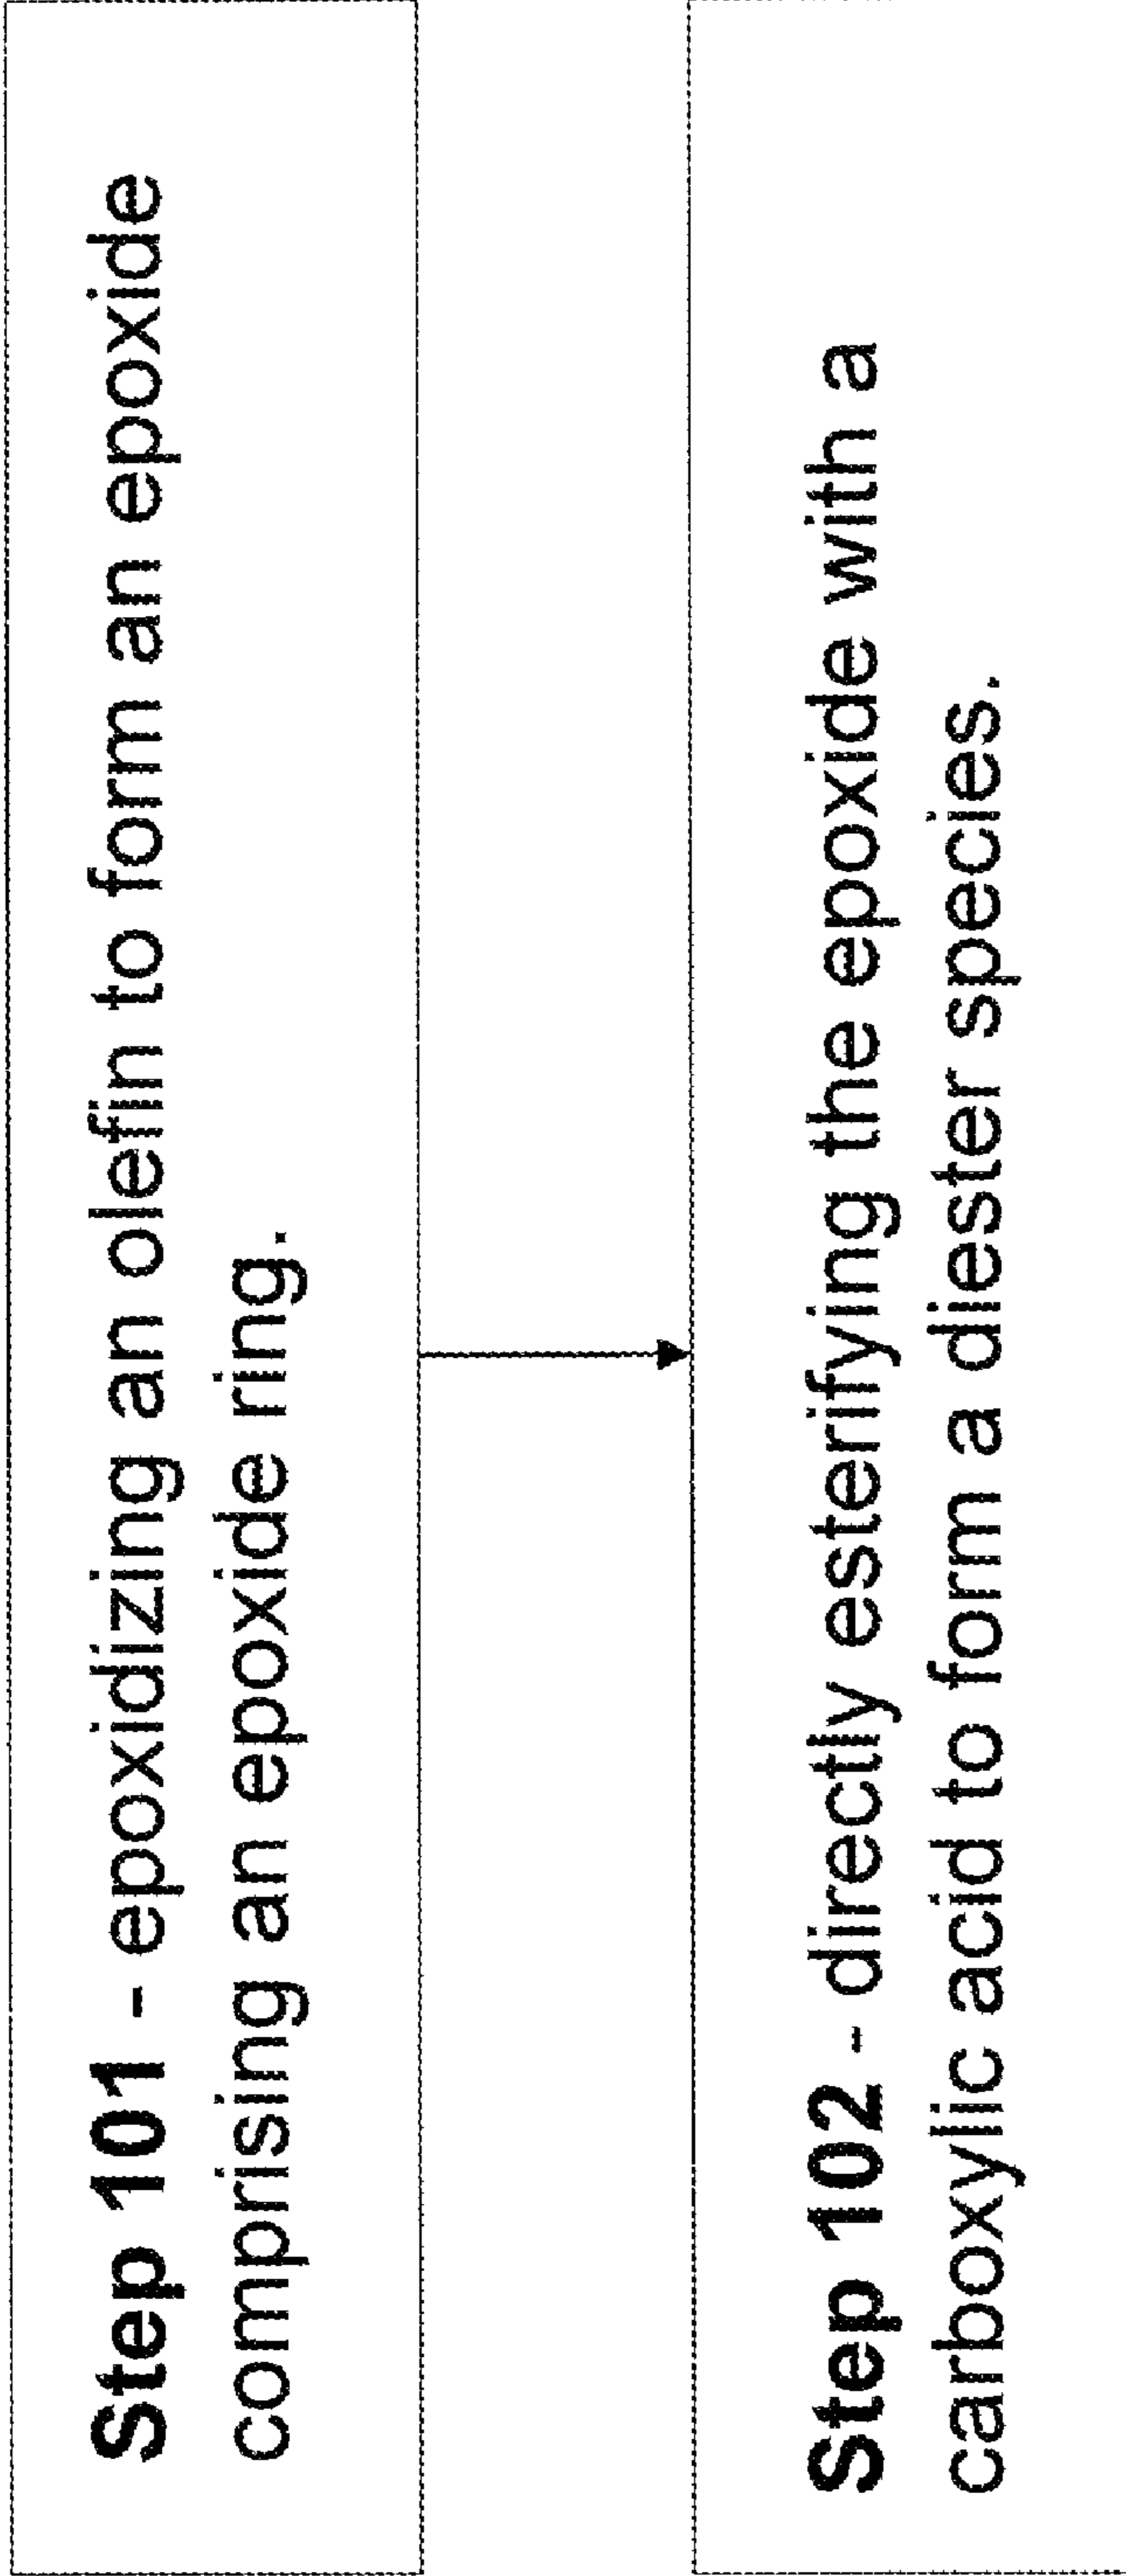 Step 101 - epoxidizing an olefin to form an epoxide
comprising an epoxide ring.
Step 102 - directly esterifying the epoxide with a
carboxylic acid to form a diester species.